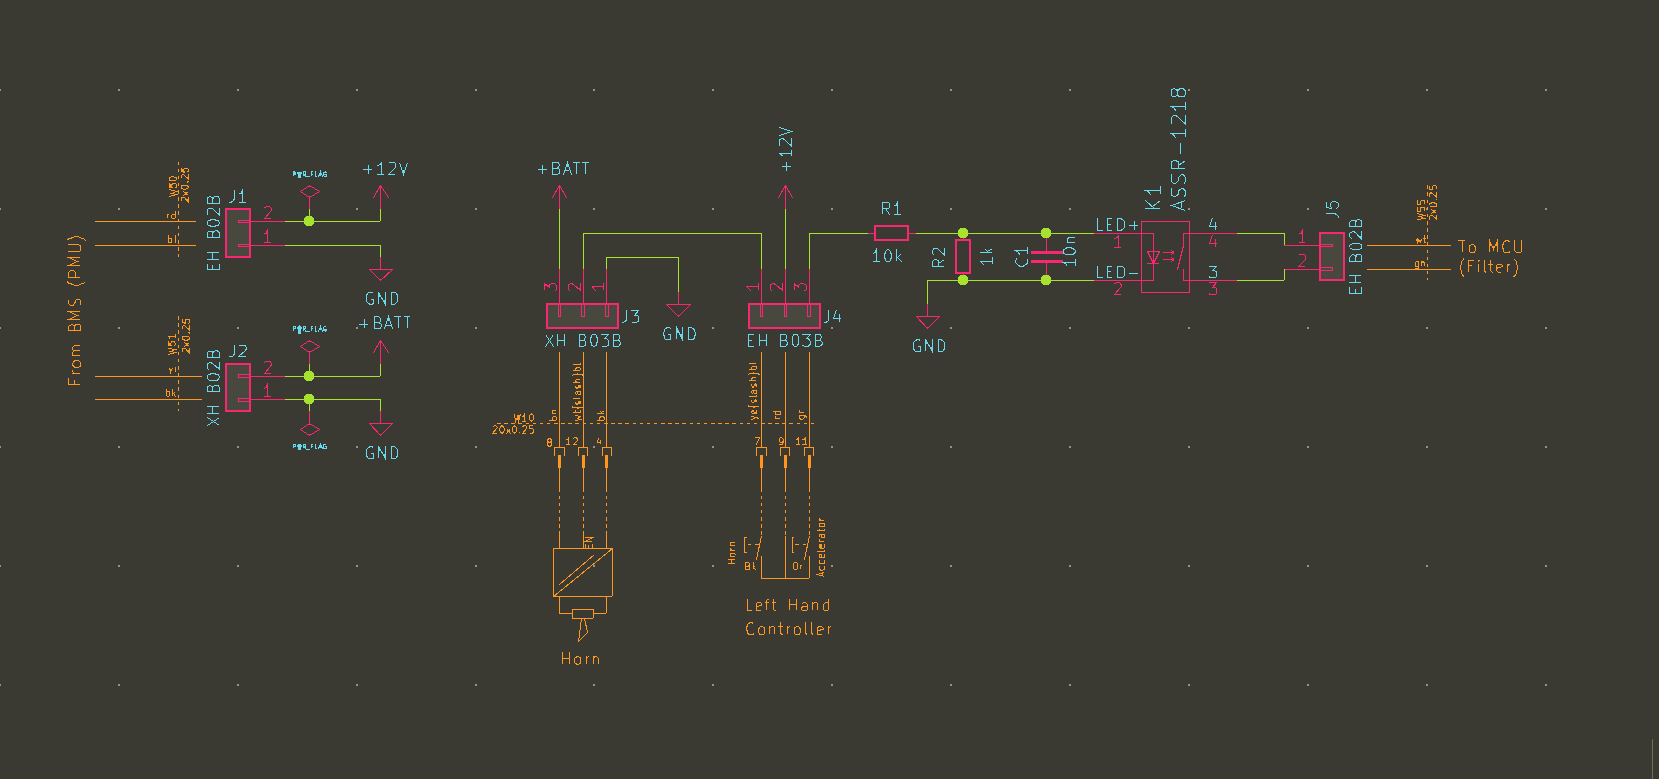 From BMS (PMU)
W50
2x0.25
rd
bl
EH B02B
J1
2
1
PWR_FLAG
+12V
GND
W51
2x0.25
bk
XH B02B
J2
2
1
PWR_FLAG
PWR_FLAG
+BATT
GND
+BATT
3
2
1
J3
XH B03B
GND
bn
wt{slash}bl
bk
W10
20x0.25
8
12
4
EN
Horn
+12V
1
2
3
J4
EH B03B
ye{slash}bl
rd
gr
7
9
11
Horn
Bl
Or
Accelerator
Left Hand
Controller
R1
10k
R2
1k
C1
10n
GND
LED+
1
LED-
2
K1
ASSR-1218
4
4
3
3
J5
1
2
EH B02B
W55
2x0.25
To MCU
(Filter)